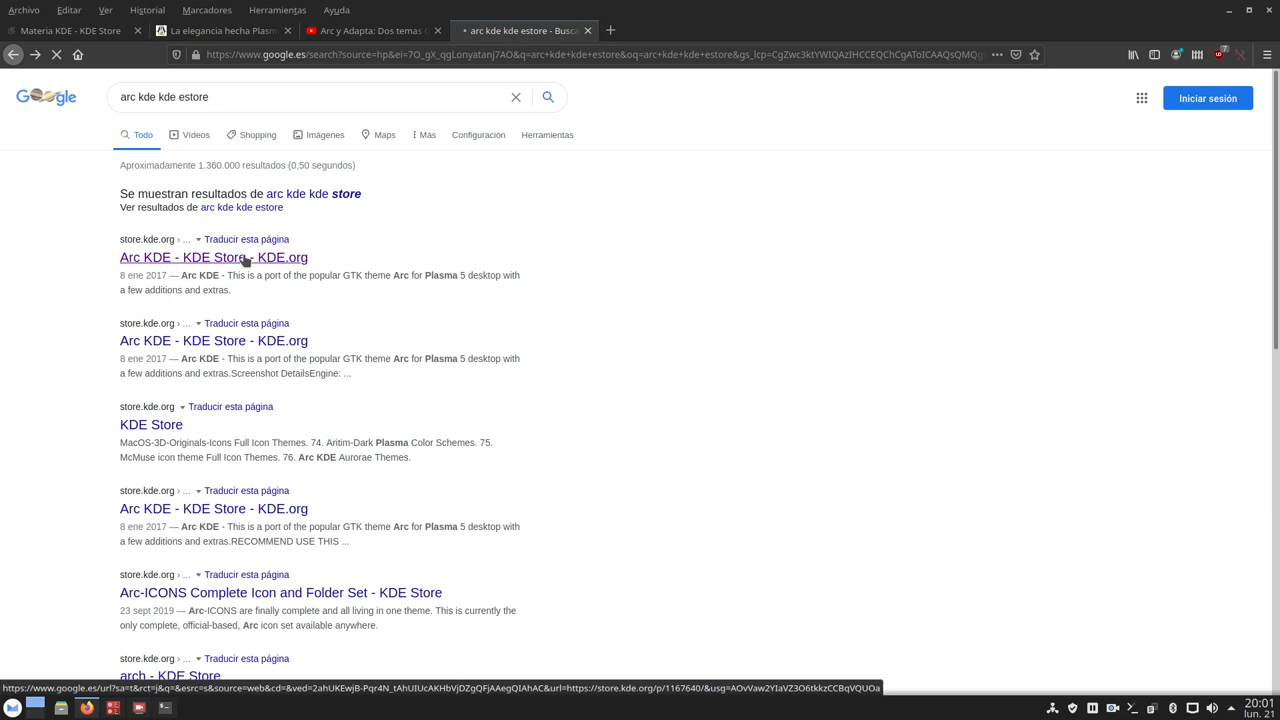 Archivo Editar Ver Historial Marcadores Herramientas Ayuda
Materia KDE - KDE Store
La elegancia hecha Plasm
Arc y Adapta: Dos temas G
arc kde kde estore - Busca
https://www.google.es/search?source=hp&ei=7O_gX_qgLonyatanj7AO&q=arc+kde+kde+estore&oq=arc+kde+kde+estore&gs_lcp=CgZwc3ktYWIQAzIHCCEQChCgAToICAAQsQMQg
7
Google
arc kde kde estore
Iniciar sesión
Todo Vídeos Shopping Imágenes Maps Más Configuración Herramientas
Aproximadamente 1.360.000 resultados (0,50 segundos)
Se muestran resultados de arc kde kde store
Ver resultados de arc kde kde estore
store.kde.org › ... Traducir esta página
Arc KDE - KDE Store - KDE.org
8 ene 2017 — Arc KDE - This is a port of the popular GTK theme Arc for Plasma 5 desktop with
a few additions and extras.
store.kde.org › ... Traducir esta página
Arc KDE - KDE Store - KDE.org
8 ene 2017 — Arc KDE - This is a port of the popular GTK theme Arc for Plasma 5 desktop with
a few additions and extras.Screenshot DetailsEngine: ...
store.kde.org Traducir esta página
KDE Store
MacOS-3D-Originals-Icons Full Icon Themes. 74. Aritim-Dark Plasma Color Schemes. 75.
McMuse icon theme Full Icon Themes. 76. Arc KDE Aurorae Themes.
store.kde.org › ... Traducir esta página
Arc KDE - KDE Store - KDE.org
8 ene 2017 — Arc KDE - This is a port of the popular GTK theme Arc for Plasma 5 desktop with
a few additions and extras.RECOMMEND USE THIS ...
store.kde.org › ... Traducir esta página
Arc-ICONS Complete Icon and Folder Set - KDE Store
23 sept 2019 — Arc-ICONS are finally complete and all living in one theme. This is currently the
only complete, official-based, Arc icon set available anywhere.
store.kde.org › ... Traducir esta página
arch - KDE Store
https://www.google.es/url?sa=t&rct=j&q=&esrc=s&source=web&cd=&ved=2ahUKEwjB-Pqr4N_tAhUIUcAKHbVjDZgQFjAAegQIAhAC&url=https://store.kde.org/p/1167640/&usg=AOvVaw2YIaVZ3O6tkkzCCBqVQUOa
20:01
lun. 21